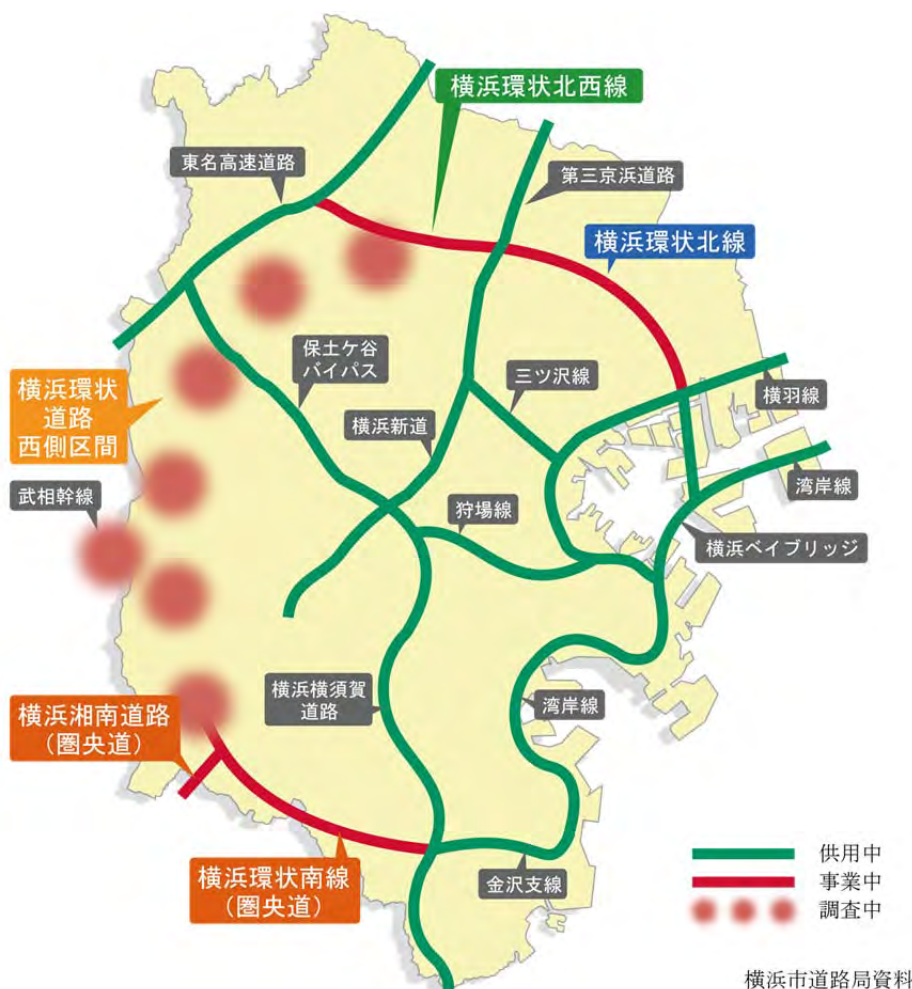 横浜環状北西線
東名高速道路
第三京浜道路
横浜環状北線
保土ケ谷
バイパス
三ツ沢線
横羽線
横浜環状
道路
西側区間
横浜新道
武相幹線
狩場線
湾岸線
横浜ベイブリッジ
横浜湘南道路
(圏央道)
横浜横須賀
道路
湾岸線
横浜環状南線
(圏央道)
金沢支線
供用中
事業中
調査中
横浜市道路局資料